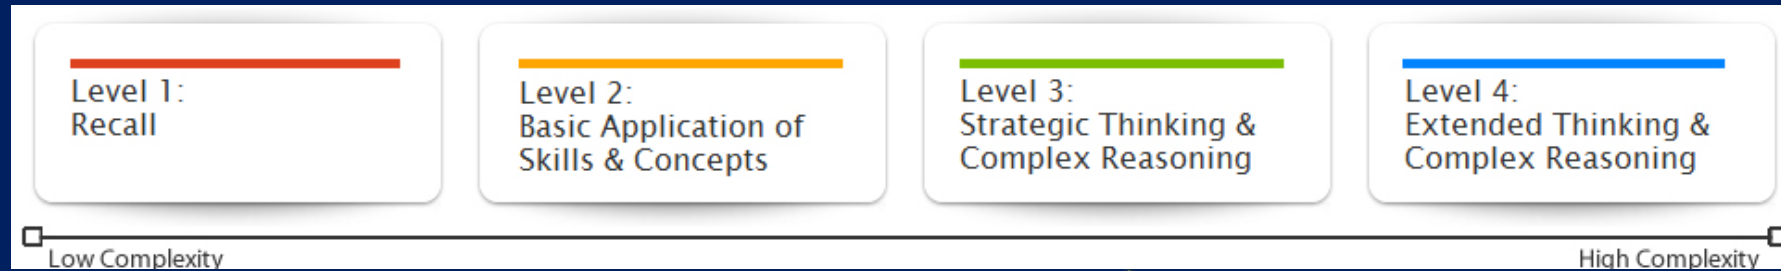 Level 1:
Recall
Level 2:
Basic Application of
Skills & Concepts
Level 3:
Strategic Thinking &
Complex Reasoning
Level 4:
Extended Thinking &
Complex Reasoning
Low Complexity
High Complexity